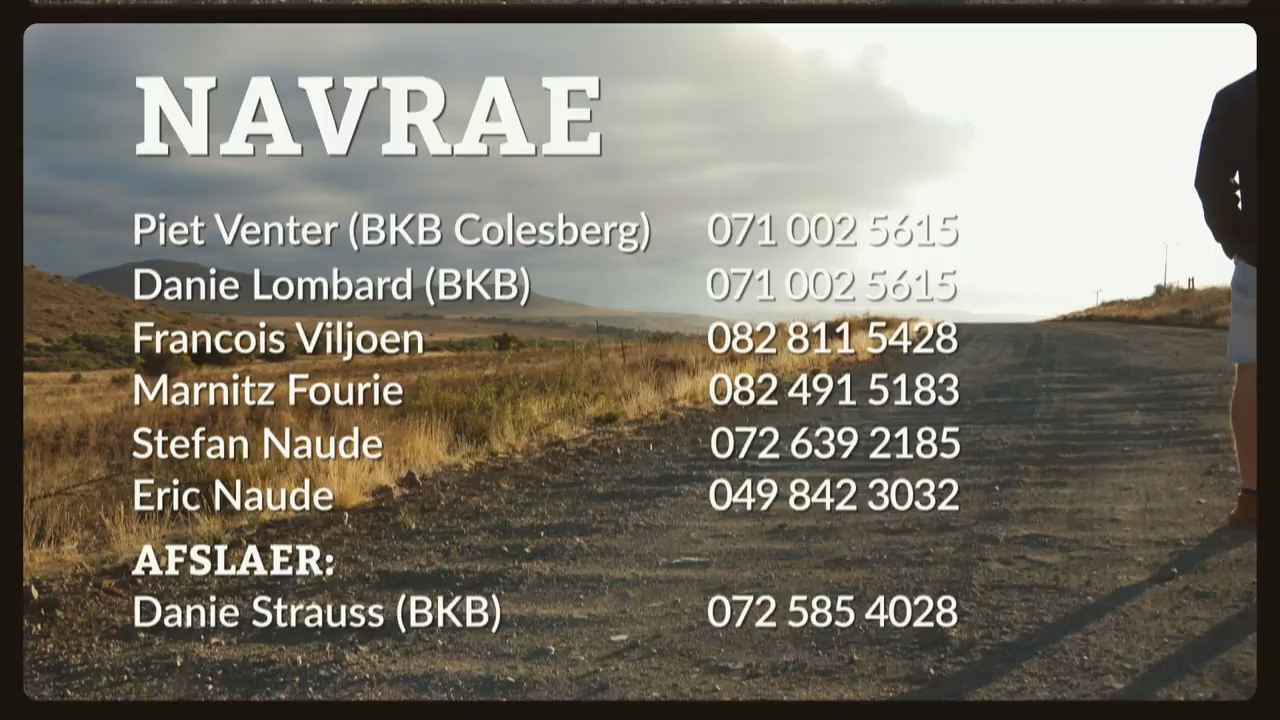 NAVRAE
Piet Venter (BKB Colesberg) 071 002 5615
Danie Lombard (BKB) 071 002 5615
Francois Viljoen 082 811 5428
Marnitz Fourie 082 491 5183
Stefan Naude 072 639 2185
Eric Naude 049 842 3032
AFSLAER:
Danie Strauss (BKB) 072 585 4028